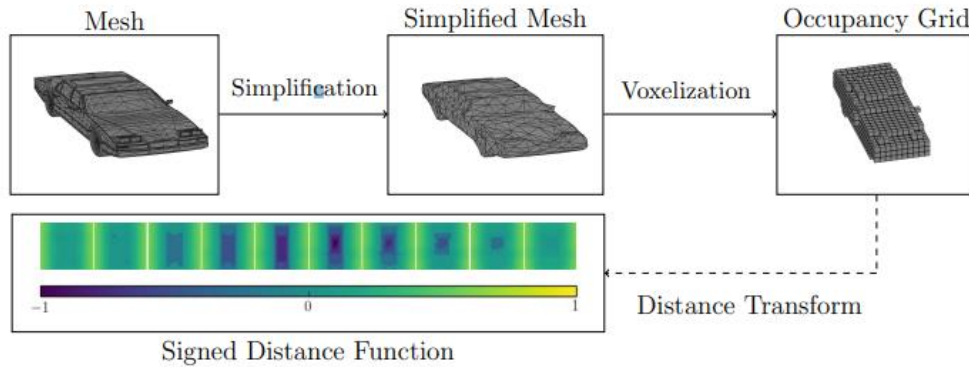 Mesh
Simplified Mesh
Occupancy Grid
Simplification
Voxelization
−1
0
1
Distance Transform
Signed Distance Function